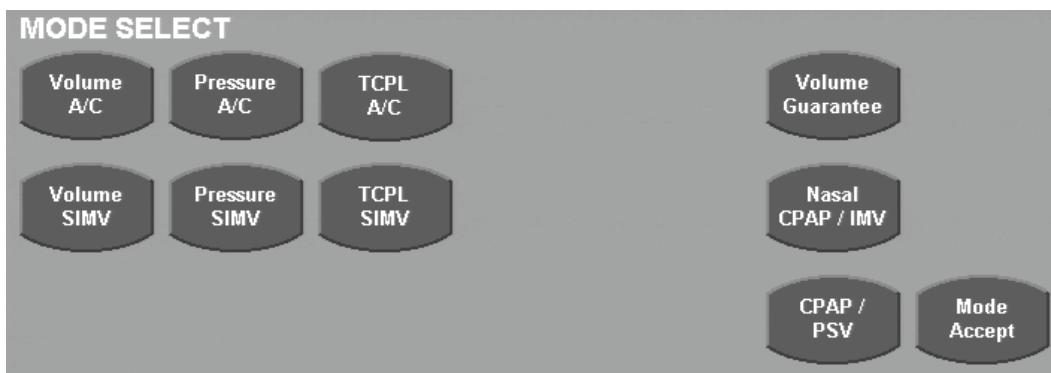 MODE SELECT
Volume
A/C
Pressure
A/C
TCPL
A/C
Volume
Guarantee
Volume
SIMV
Pressure
SIMV
TCPL
SIMV
Nasal
CPAP / IMV
CPAP /
PSV
Mode
Accept